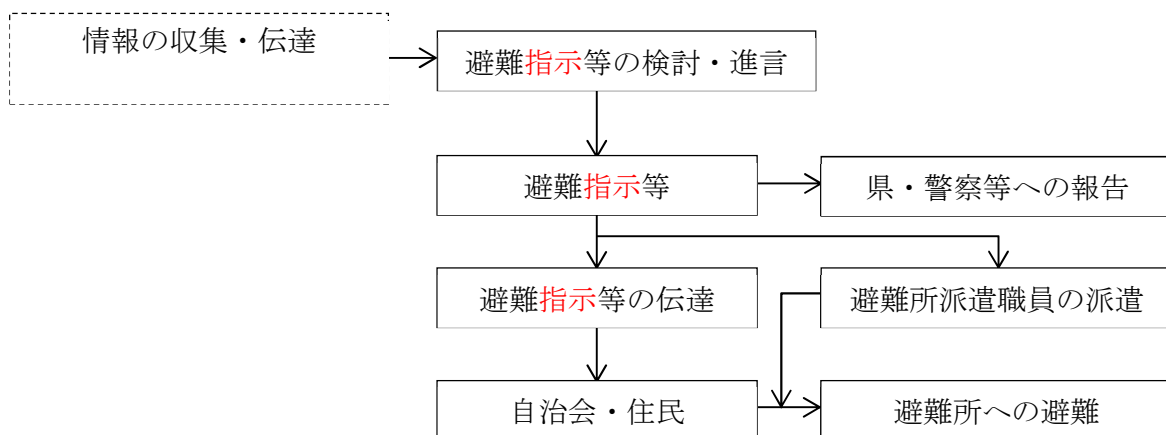 情報の収集・伝達
避難指示等の検討・進言
避難指示等
県・警察等への報告
避難指示等の伝達
避難所派遣職員の派遣
自治会・住民
避難所への避難